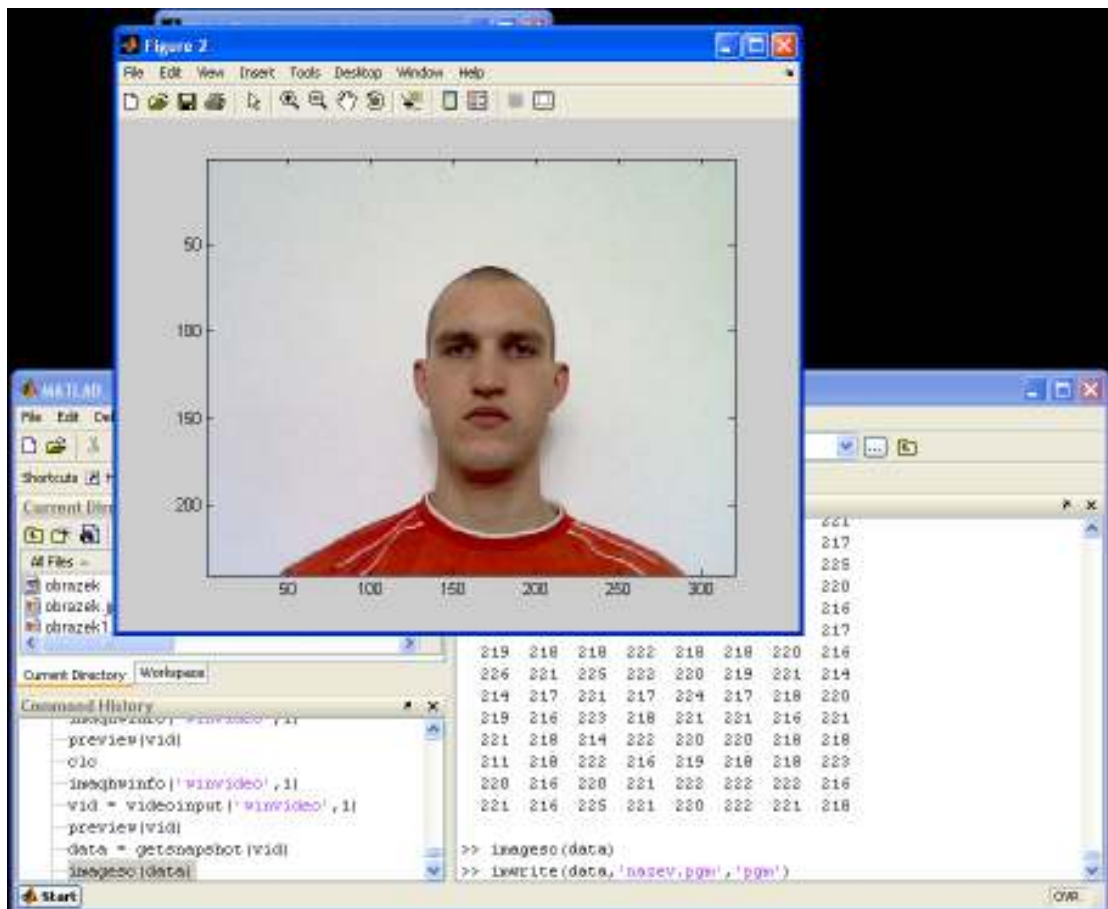 Figure 2
File Edit View Insert Tools Desktop Window Help
50
100
150
200
50 100 150 200 250 300
MATLAB
File Edit
Shortcuts
Current
All Files
obrazek
obrazek
obrazek1
Current Directory Workspace
Command History
imaqhwinfo('winvideo',1)
preview(vid)
clc
imaqhwinfo('winvideo',1)
vid = videoinput('winvideo',1)
preview(vid)
data = getsnapshot(vid)
imagesc(data)
221
217
225
220
216
217
219 218 218 222 218 218 220 216
226 221 225 222 220 219 221 214
214 217 221 217 224 217 218 220
219 216 223 218 221 221 216 221
221 218 214 222 220 220 218 218
211 218 222 216 219 218 218 223
220 216 220 221 222 222 222 216
221 216 225 221 220 222 221 218
>> imagesc(data)
>> imwrite(data,'nazev.pgm','pgm')
Start
OVR